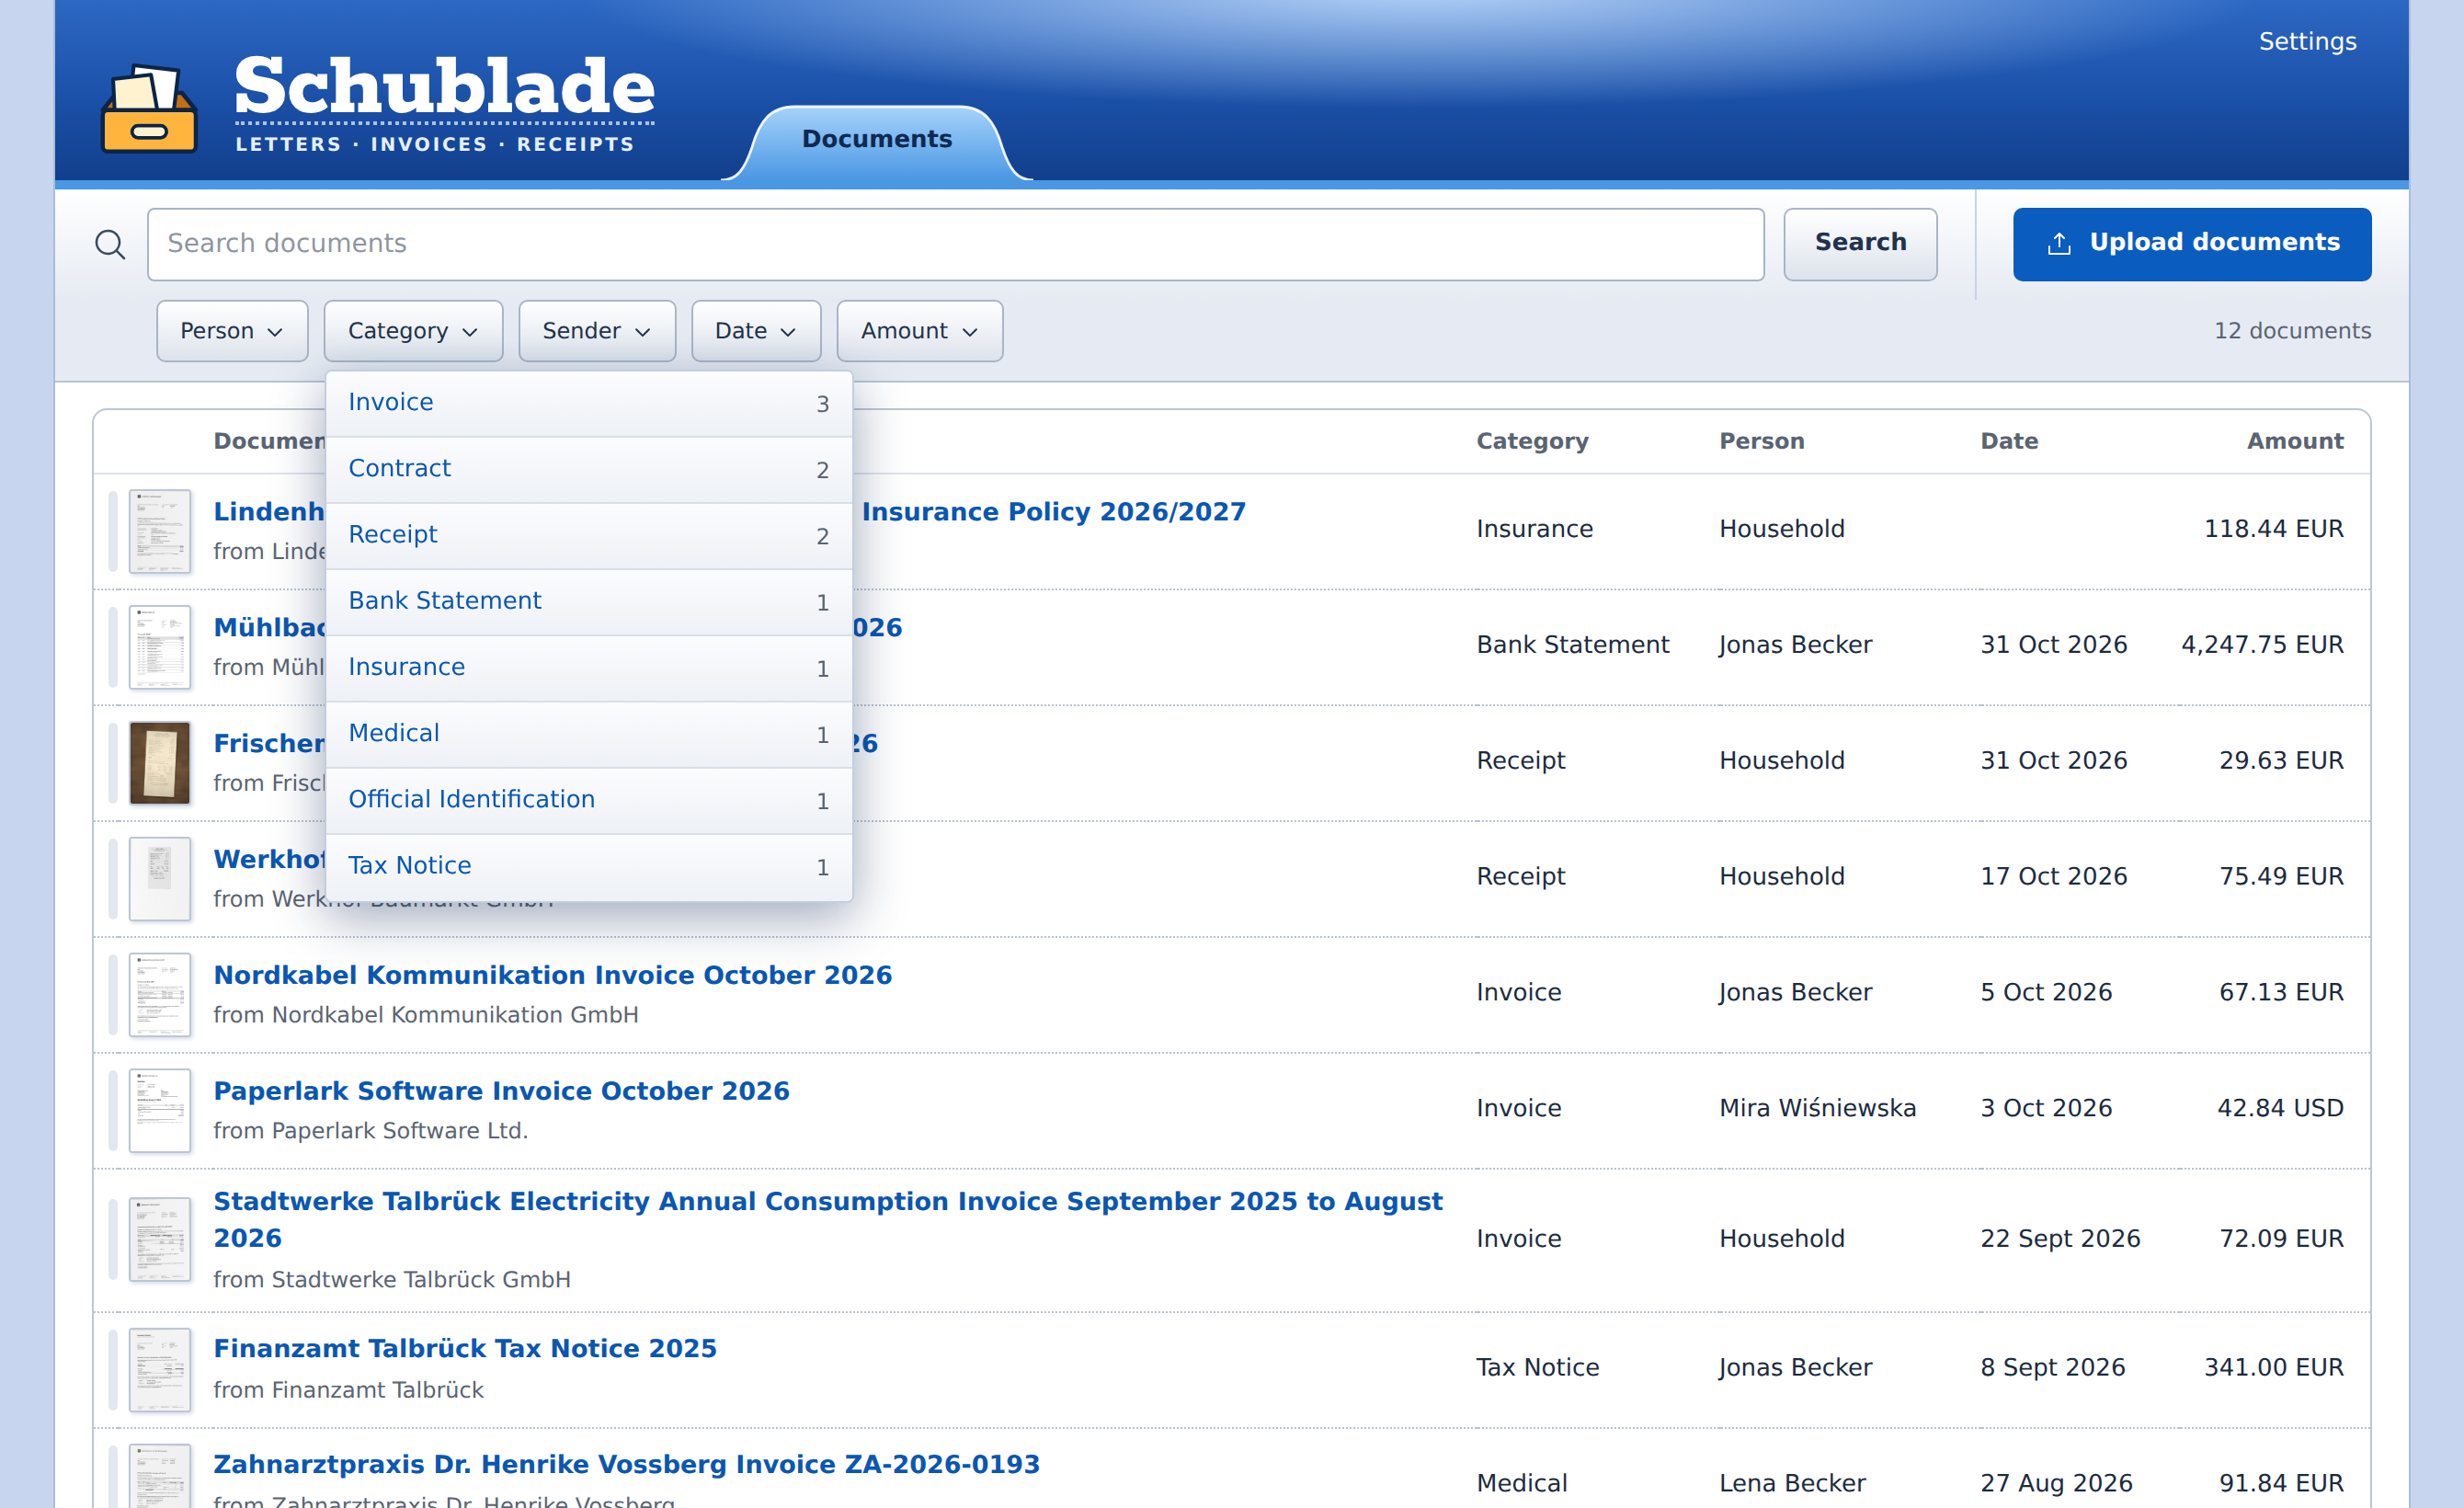 Settings
Schublade
LETTERS · INVOICES · RECEIPTS
Documents
Search documents
Search
Upload documents
Person
Category
Sender
Date
Amount
12 documents
Invoice 3
Contract 2
Receipt 2
Bank Statement 1
Insurance 1
Medical 1
Official Identification 1
Tax Notice 1
Category Person Date Amount
Insurance Policy 2026/2027
from
Insurance Household 118.44 EUR
from
Bank Statement Jonas Becker 31 Oct 2026 4,247.75 EUR
from
Receipt Household 31 Oct 2026 29.63 EUR
from
Receipt Household 17 Oct 2026 75.49 EUR
Nordkabel Kommunikation Invoice October 2026
from Nordkabel Kommunikation GmbH
Invoice Jonas Becker 5 Oct 2026 67.13 EUR
Paperlark Software Invoice October 2026
from Paperlark Software Ltd.
Invoice Mira Wiśniewska 3 Oct 2026 42.84 USD
Stadtwerke Talbrück Electricity Annual Consumption Invoice September 2025 to August
2026
from Stadtwerke Talbrück GmbH
Invoice Household 22 Sept 2026 72.09 EUR
Finanzamt Talbrück Tax Notice 2025
from Finanzamt Talbrück
Tax Notice Jonas Becker 8 Sept 2026 341.00 EUR
Zahnarztpraxis Dr. Henrike Vossberg Invoice ZA-2026-0193
from Zahnarztpraxis Dr. Henrike Vossberg
Medical Lena Becker 27 Aug 2026 91.84 EUR